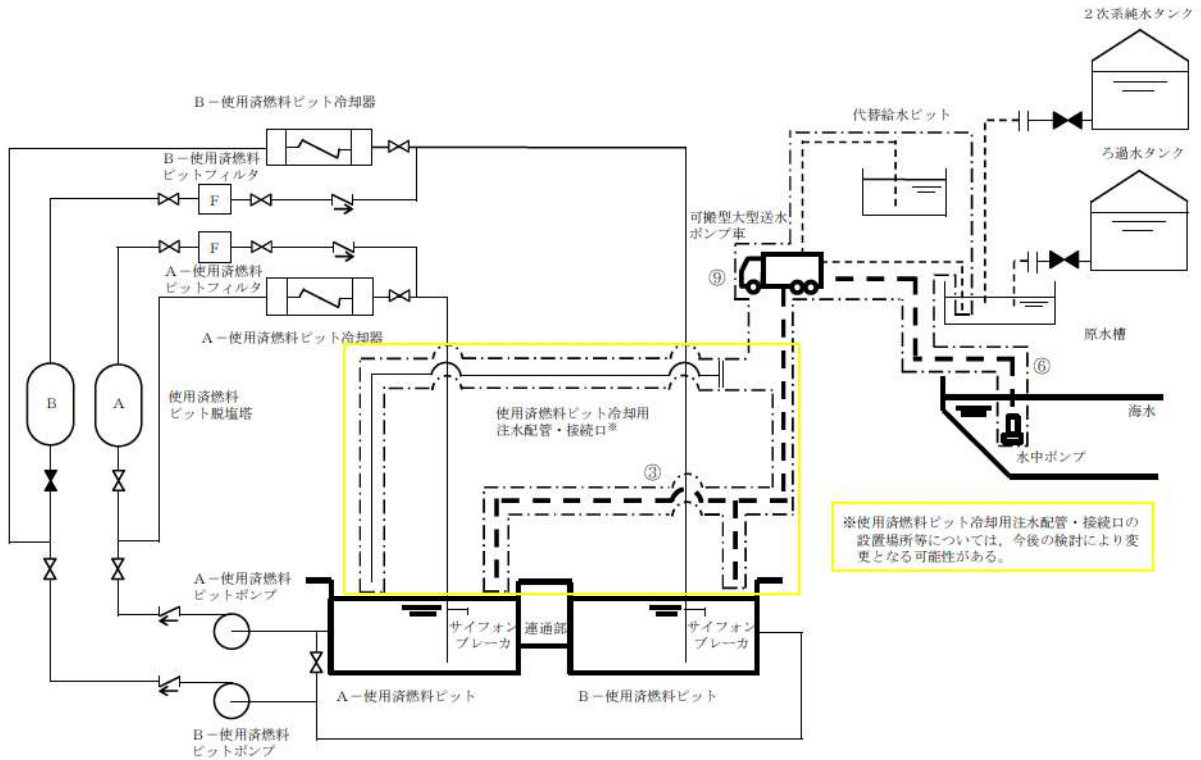 2次系純水タンク
B－使用済燃料ピット冷却器
代替給水ピット
ろ過水タンク
B－使用済燃料
ピットフィルタ
F
可搬型大型送水
ポンプ車
F
A－使用済燃料
ピットフィルタ
⑨
A－使用済燃料ピット冷却器
原水槽
⑥
B
A
使用済燃料
ピット脱塩塔
使用済燃料ピット冷却用
注水配管・接続口※
海水
水中ポンプ
③
※使用済燃料ピット冷却用注水配管・接続口の
設置場所等については，今後の検討により変
更となる可能性がある。
A－使用済燃料
ピットポンプ
サイフォン
ブレーカ
連通部
サイフォン
ブレーカ
A－使用済燃料ピット
B－使用済燃料ピット
B－使用済燃料
ピットポンプ